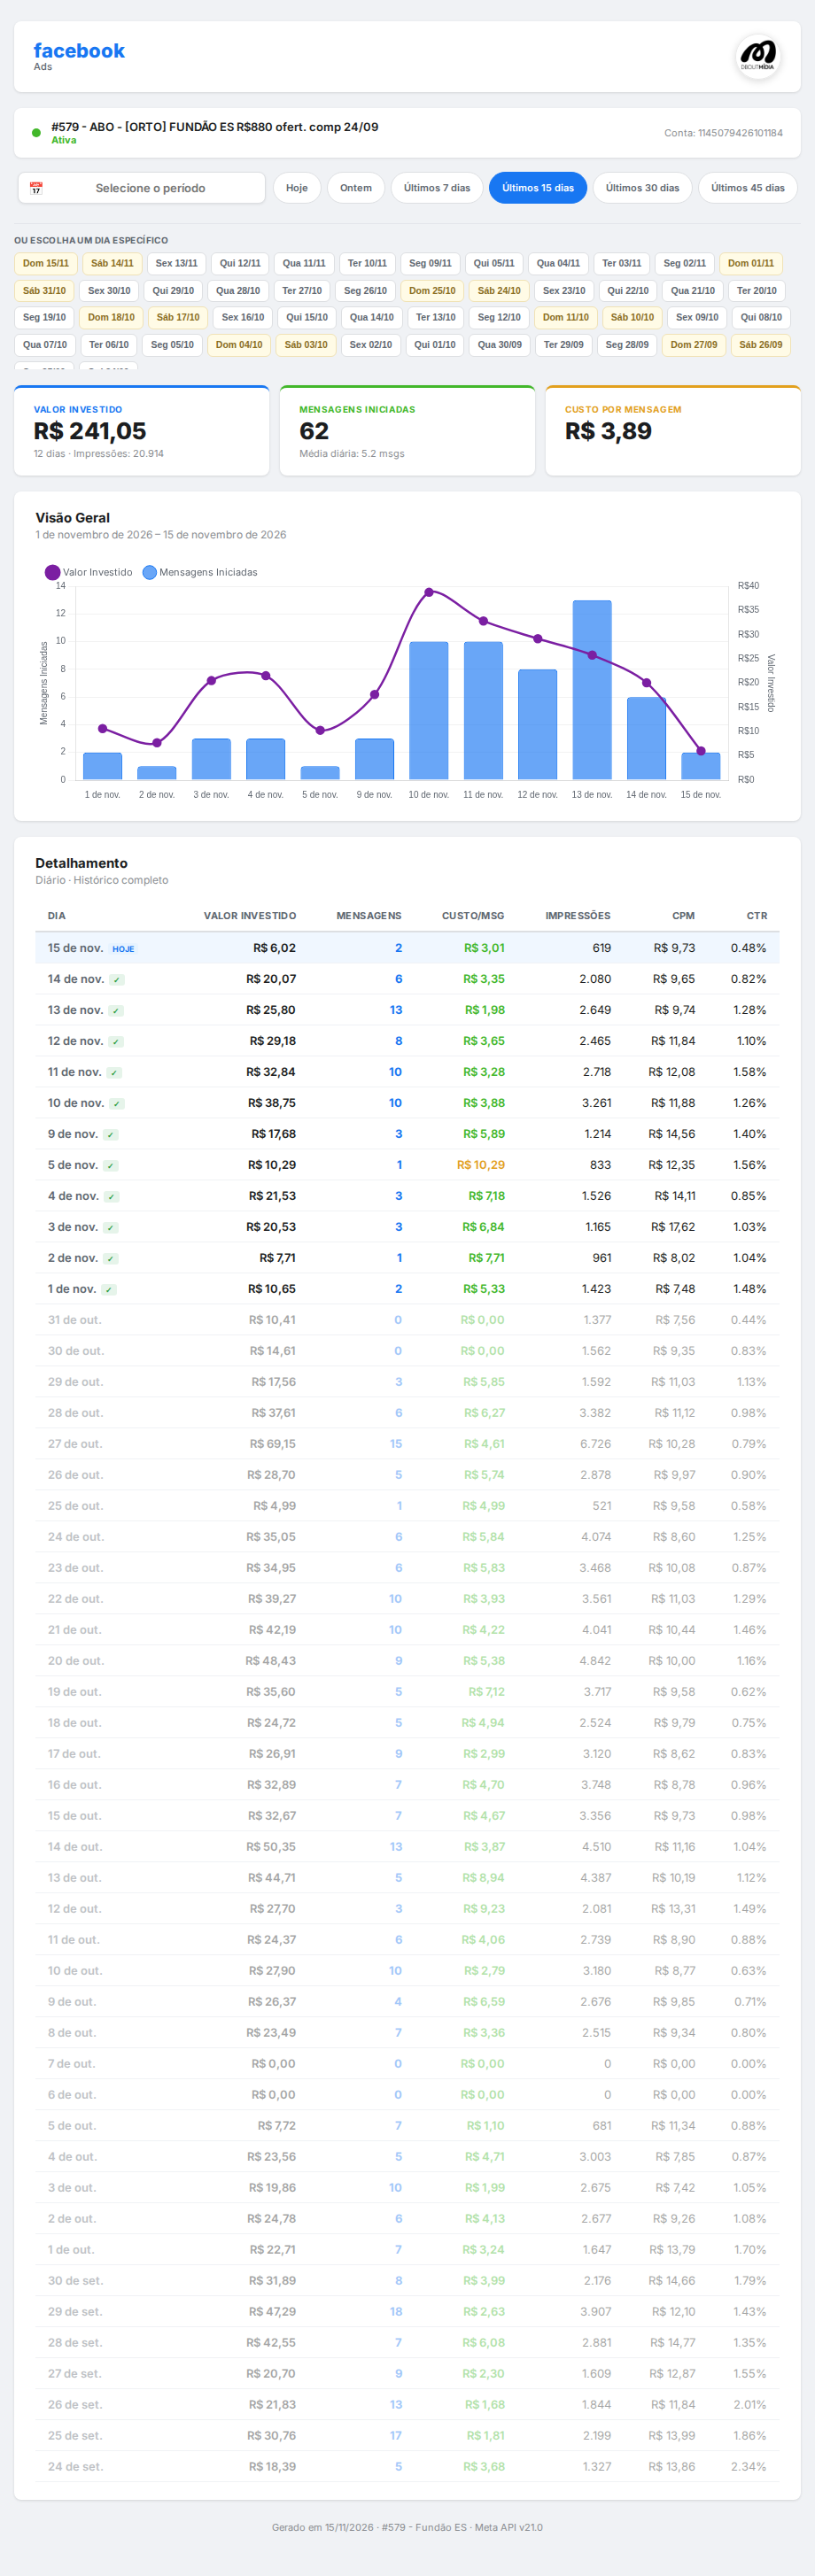 facebook
Ads
DBOUTMÍDIA
#579 - ABO - [ORTO] FUNDÃO ES R$880 ofert. comp 24/09
Ativa
Conta: 1145079426101184
Selecione o período
Hoje
Ontem
Últimos 7 dias
Últimos 15 dias
Últimos 30 dias
Últimos 45 dias
OU ESCOLHA UM DIA ESPECÍFICO
Dom 15/11 Sáb 14/11 Sex 13/11 Qui 12/11 Qua 11/11 Ter 10/11 Seg 09/11 Qui 05/11 Qua 04/11 Ter 03/11 Seg 02/11 Dom 01/11
Sáb 31/10 Sex 30/10 Qui 29/10 Qua 28/10 Ter 27/10 Seg 26/10 Dom 25/10 Sáb 24/10 Sex 23/10 Qui 22/10 Qua 21/10 Ter 20/10
Seg 19/10 Dom 18/10 Sáb 17/10 Sex 16/10 Qui 15/10 Qua 14/10 Ter 13/10 Seg 12/10 Dom 11/10 Sáb 10/10 Sex 09/10 Qui 08/10
Qua 07/10 Ter 06/10 Seg 05/10 Dom 04/10 Sáb 03/10 Sex 02/10 Qui 01/10 Qua 30/09 Ter 29/09 Seg 28/09 Dom 27/09 Sáb 26/09
VALOR INVESTIDO
R$ 241,05
12 dias · Impressões: 20.914
MENSAGENS INICIADAS
62
Média diária: 5.2 msgs
CUSTO POR MENSAGEM
R$ 3,89
Visão Geral
1 de novembro de 2026 – 15 de novembro de 2026
Valor Investido Mensagens Iniciadas
14
12
10
8
6
4
2
0
Mensagens Iniciadas
R$40
R$35
R$30
R$25
R$20
R$15
R$10
R$5
R$0
Valor Investido
1 de nov. 2 de nov. 3 de nov. 4 de nov. 5 de nov. 9 de nov. 10 de nov. 11 de nov. 12 de nov. 13 de nov. 14 de nov. 15 de nov.
Detalhamento
Diário · Histórico completo
DIA VALOR INVESTIDO MENSAGENS CUSTO/MSG IMPRESSÕES CPM CTR
15 de nov. HOJE R$ 6,02 2 R$ 3,01 619 R$ 9,73 0.48%
14 de nov. ✓ R$ 20,07 6 R$ 3,35 2.080 R$ 9,65 0.82%
13 de nov. ✓ R$ 25,80 13 R$ 1,98 2.649 R$ 9,74 1.28%
12 de nov. ✓ R$ 29,18 8 R$ 3,65 2.465 R$ 11,84 1.10%
11 de nov. ✓ R$ 32,84 10 R$ 3,28 2.718 R$ 12,08 1.58%
10 de nov. ✓ R$ 38,75 10 R$ 3,88 3.261 R$ 11,88 1.26%
9 de nov. ✓ R$ 17,68 3 R$ 5,89 1.214 R$ 14,56 1.40%
5 de nov. ✓ R$ 10,29 1 R$ 10,29 833 R$ 12,35 1.56%
4 de nov. ✓ R$ 21,53 3 R$ 7,18 1.526 R$ 14,11 0.85%
3 de nov. ✓ R$ 20,53 3 R$ 6,84 1.165 R$ 17,62 1.03%
2 de nov. ✓ R$ 7,71 1 R$ 7,71 961 R$ 8,02 1.04%
1 de nov. ✓ R$ 10,65 2 R$ 5,33 1.423 R$ 7,48 1.48%
31 de out. R$ 10,41 0 R$ 0,00 1.377 R$ 7,56 0.44%
30 de out. R$ 14,61 0 R$ 0,00 1.562 R$ 9,35 0.83%
29 de out. R$ 17,56 3 R$ 5,85 1.592 R$ 11,03 1.13%
28 de out. R$ 37,61 6 R$ 6,27 3.382 R$ 11,12 0.98%
27 de out. R$ 69,15 15 R$ 4,61 6.726 R$ 10,28 0.79%
26 de out. R$ 28,70 5 R$ 5,74 2.878 R$ 9,97 0.90%
25 de out. R$ 4,99 1 R$ 4,99 521 R$ 9,58 0.58%
24 de out. R$ 35,05 6 R$ 5,84 4.074 R$ 8,60 1.25%
23 de out. R$ 34,95 6 R$ 5,83 3.468 R$ 10,08 0.87%
22 de out. R$ 39,27 10 R$ 3,93 3.561 R$ 11,03 1.29%
21 de out. R$ 42,19 10 R$ 4,22 4.041 R$ 10,44 1.46%
20 de out. R$ 48,43 9 R$ 5,38 4.842 R$ 10,00 1.16%
19 de out. R$ 35,60 5 R$ 7,12 3.717 R$ 9,58 0.62%
18 de out. R$ 24,72 5 R$ 4,94 2.524 R$ 9,79 0.75%
17 de out. R$ 26,91 9 R$ 2,99 3.120 R$ 8,62 0.83%
16 de out. R$ 32,89 7 R$ 4,70 3.748 R$ 8,78 0.96%
15 de out. R$ 32,67 7 R$ 4,67 3.356 R$ 9,73 0.98%
14 de out. R$ 50,35 13 R$ 3,87 4.510 R$ 11,16 1.04%
13 de out. R$ 44,71 5 R$ 8,94 4.387 R$ 10,19 1.12%
12 de out. R$ 27,70 3 R$ 9,23 2.081 R$ 13,31 1.49%
11 de out. R$ 24,37 6 R$ 4,06 2.739 R$ 8,90 0.88%
10 de out. R$ 27,90 10 R$ 2,79 3.180 R$ 8,77 0.63%
9 de out. R$ 26,37 4 R$ 6,59 2.676 R$ 9,85 0.71%
8 de out. R$ 23,49 7 R$ 3,36 2.515 R$ 9,34 0.80%
7 de out. R$ 0,00 0 R$ 0,00 0 R$ 0,00 0.00%
6 de out. R$ 0,00 0 R$ 0,00 0 R$ 0,00 0.00%
5 de out. R$ 7,72 7 R$ 1,10 681 R$ 11,34 0.88%
4 de out. R$ 23,56 5 R$ 4,71 3.003 R$ 7,85 0.87%
3 de out. R$ 19,86 10 R$ 1,99 2.675 R$ 7,42 1.05%
2 de out. R$ 24,78 6 R$ 4,13 2.677 R$ 9,26 1.08%
1 de out. R$ 22,71 7 R$ 3,24 1.647 R$ 13,79 1.70%
30 de set. R$ 31,89 8 R$ 3,99 2.176 R$ 14,66 1.79%
29 de set. R$ 47,29 18 R$ 2,63 3.907 R$ 12,10 1.43%
28 de set. R$ 42,55 7 R$ 6,08 2.881 R$ 14,77 1.35%
27 de set. R$ 20,70 9 R$ 2,30 1.609 R$ 12,87 1.55%
26 de set. R$ 21,83 13 R$ 1,68 1.844 R$ 11,84 2.01%
25 de set. R$ 30,76 17 R$ 1,81 2.199 R$ 13,99 1.86%
24 de set. R$ 18,39 5 R$ 3,68 1.327 R$ 13,86 2.34%
Gerado em 15/11/2026 · #579 - Fundão ES · Meta API v21.0